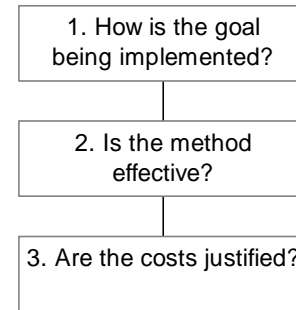 1. How is the goal
being implemented?
2. Is the method
effective?
3. Are the costs justified?